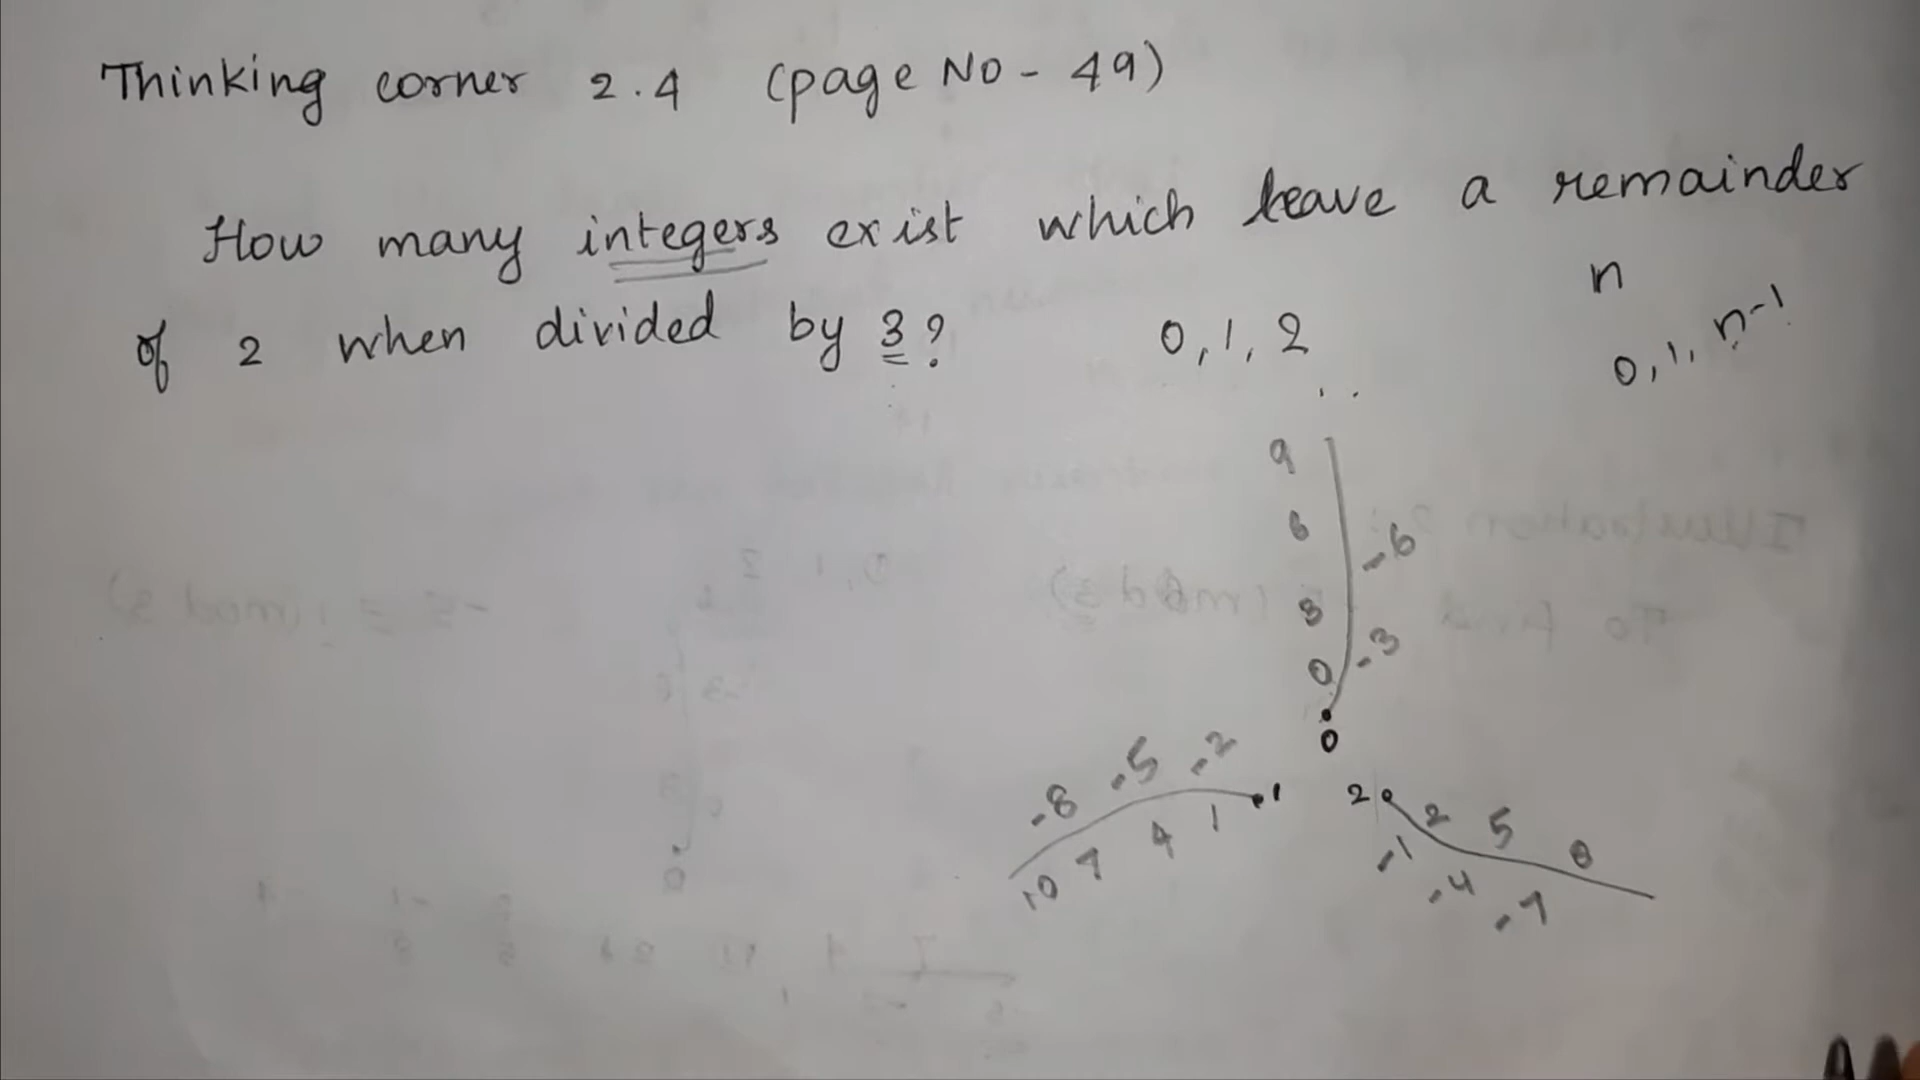 Thinking corner 2.4 (page No - 49)
How many integers exist which leave a remainder
of 2 when divided by 3?
0, 1, 2
n
0, 1, n-1
9
6
-6
3
-3
0
0
-8 -5 -2
10 7 4 1
1
2
2 5 8
-1 -4 -7